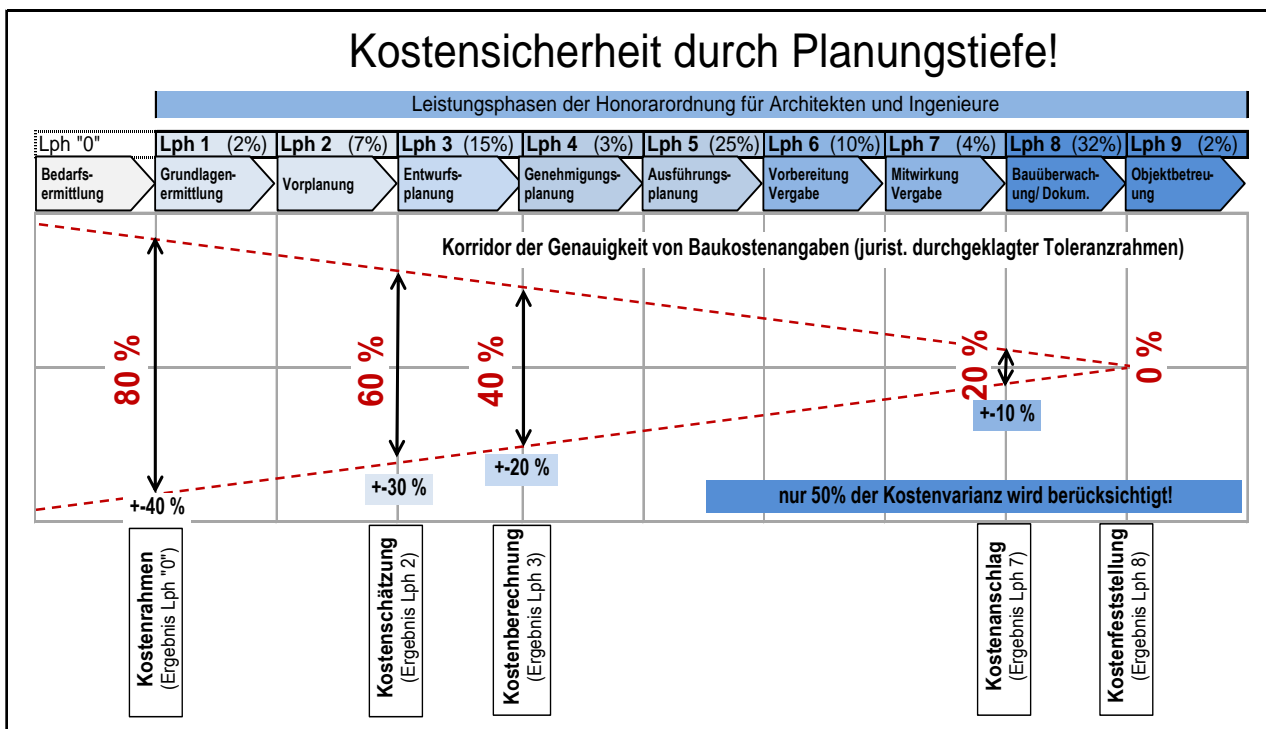 Kostensicherheit durch Planungstiefe!
Leistungsphasen der Honorarordnung für Architekten und Ingenieure
Lph "0"
Lph 1 (2%)
Lph 2 (7%)
Lph 3 (15%)
Lph 4 (3%)
Lph 5 (25%)
Lph 6 (10%)
Lph 7 (4%)
Lph 8 (32%)
Lph 9 (2%)
Bedarfs-
ermittlung
Grundlagen-
ermittlung
Vorplanung
Entwurfs-
planung
Genehmigungs-
planung
Ausführungs-
planung
Vorbereitung
Vergabe
Mitwirkung
Vergabe
Bauüberwach-
ung/ Dokum.
Objektbetreu-
ung
Korridor der Genauigkeit von Baukostenangaben (jurist. durchgeklagter Toleranzrahmen)
80 %
60 %
40 %
20 %
0 %
+-40 %
+-30 %
+-20 %
+-10 %
nur 50% der Kostenvarianz wird berücksichtigt!
Kostenrahmen
(Ergebnis Lph "0")
Kostenschätzung
(Ergebnis Lph 2)
Kostenberechnung
(Ergebnis Lph 3)
Kostenanschlag
(Ergebnis Lph 7)
Kostenfeststellung
(Ergebnis Lph 8)